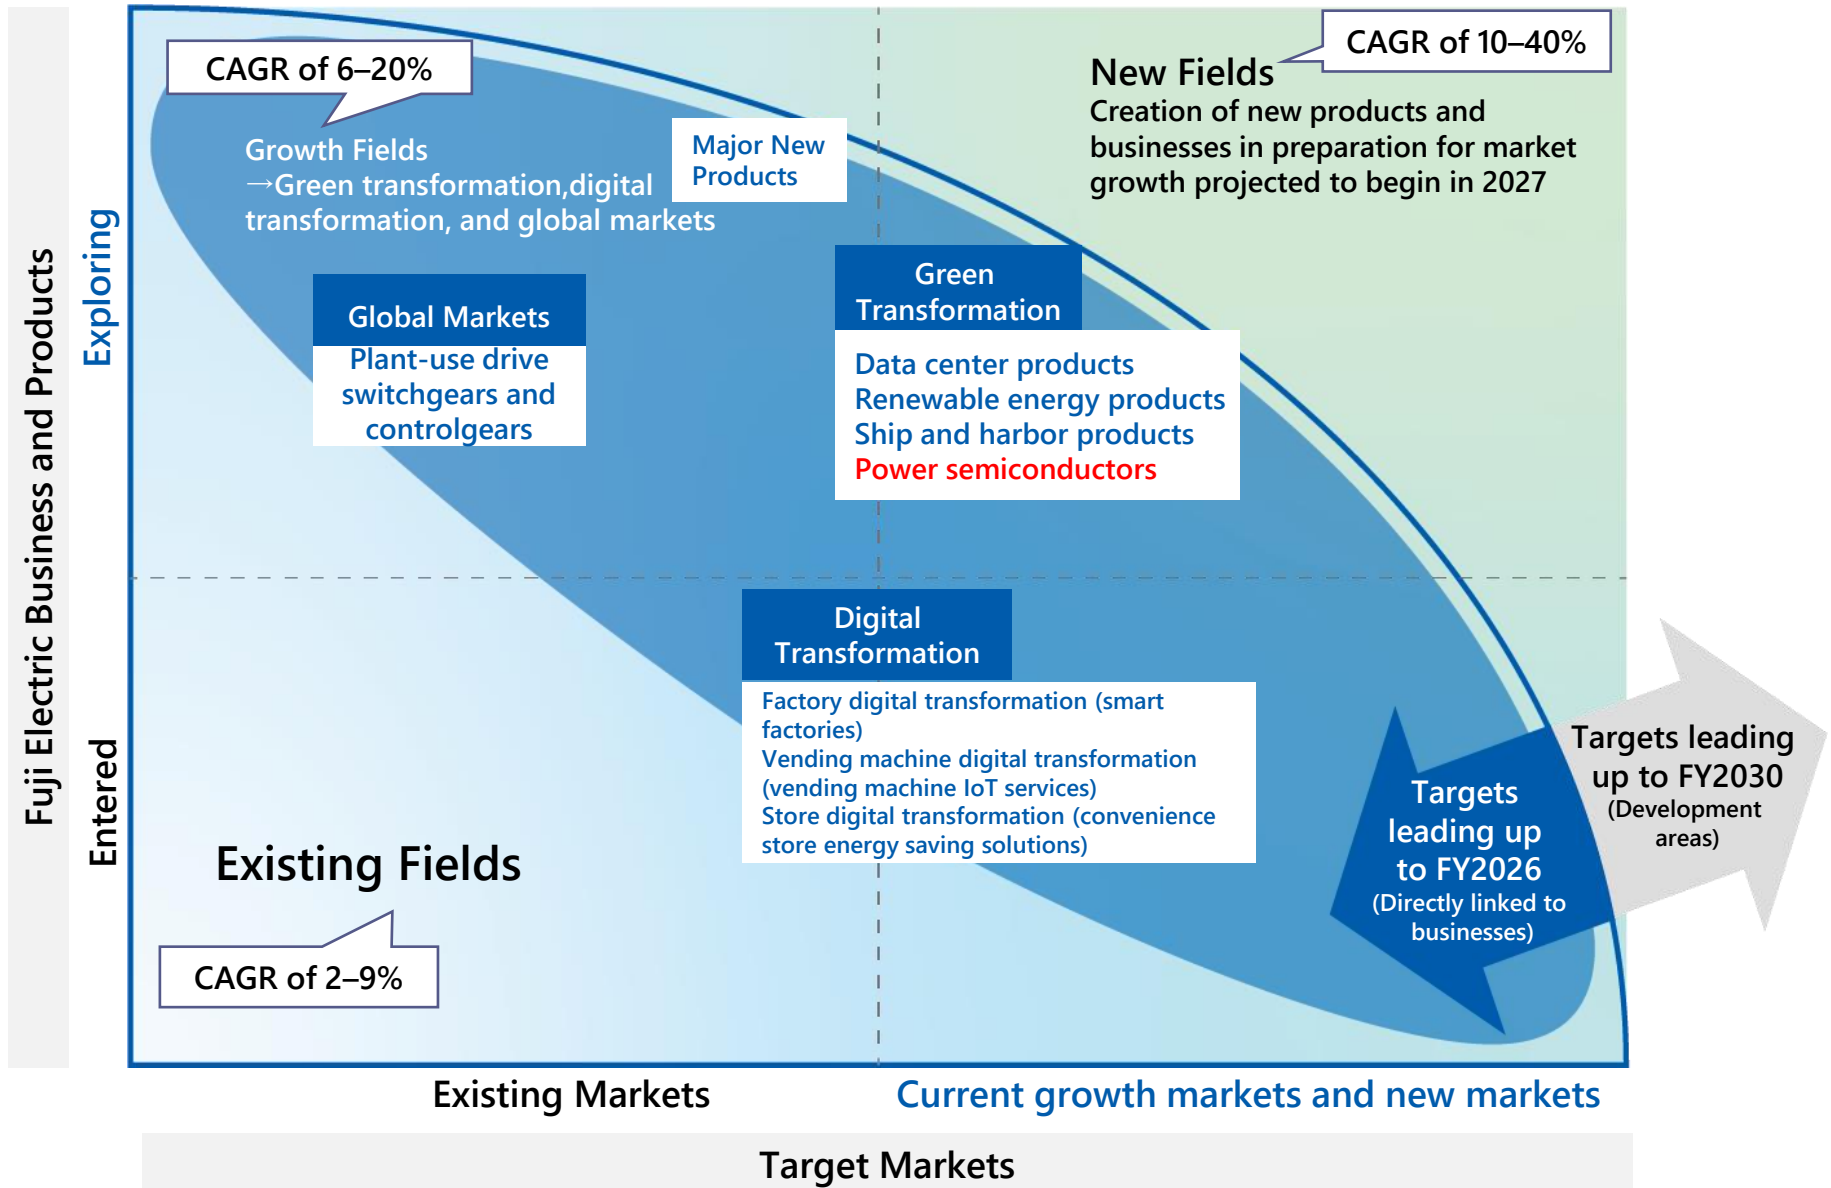 CAGR of 6–20%
CAGR of 10–40%
New Fields
Creation of new products and
businesses in preparation for market
growth projected to begin in 2027
Growth Fields
→Green transformation,digital
transformation, and global markets
Major New
Products
Global Markets
Plant-use drive
switchgears and
controlgears
Green
Transformation
Data center products
Renewable energy products
Ship and harbor products
Power semiconductors
Digital
Transformation
Factory digital transformation (smart
factories)
Vending machine digital transformation
(vending machine IoT services)
Store digital transformation (convenience
store energy saving solutions)
Existing Fields
CAGR of 2–9%
Targets
leading up
to FY2026
(Directly linked to
businesses)
Targets leading
up to FY2030
(Development
areas)
Fuji Electric Business and Products
Exploring
Entered
Existing Markets
Current growth markets and new markets
Target Markets